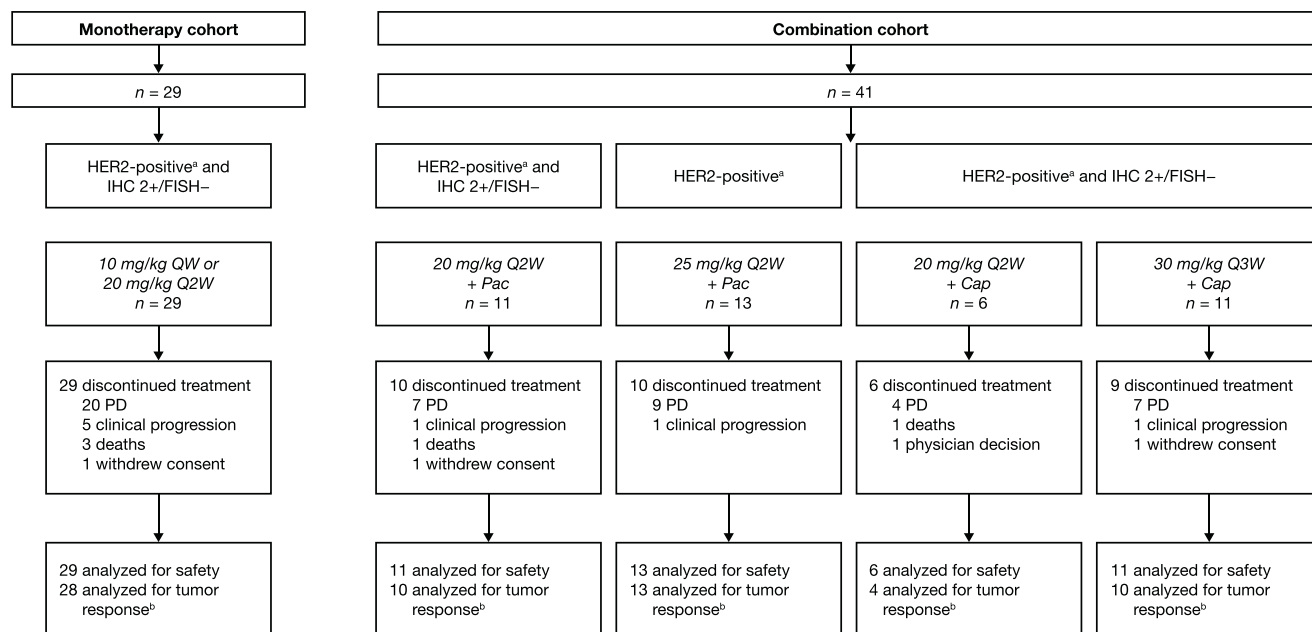 Monotherapy cohort
Combination cohort
n = 29
n = 41
HER2-positiveᵃ and
IHC 2+/FISH−
HER2-positiveᵃ and
IHC 2+/FISH−
HER2-positiveᵃ
HER2-positiveᵃ and IHC 2+/FISH−
10 mg/kg QW or
20 mg/kg Q2W
n = 29
20 mg/kg Q2W
+ Pac
n = 11
25 mg/kg Q2W
+ Pac
n = 13
20 mg/kg Q2W
+ Cap
n = 6
30 mg/kg Q3W
+ Cap
n = 11
29 discontinued treatment
20 PD
5 clinical progression
3 deaths
1 withdrew consent
10 discontinued treatment
7 PD
1 clinical progression
1 deaths
1 withdrew consent
10 discontinued treatment
9 PD
1 clinical progression
6 discontinued treatment
4 PD
1 deaths
1 physician decision
9 discontinued treatment
7 PD
1 clinical progression
1 withdrew consent
29 analyzed for safety
28 analyzed for tumor
responseᵇ
11 analyzed for safety
10 analyzed for tumor
responseᵇ
13 analyzed for safety
13 analyzed for tumor
responseᵇ
6 analyzed for safety
4 analyzed for tumor
responseᵇ
11 analyzed for safety
10 analyzed for tumor
responseᵇ